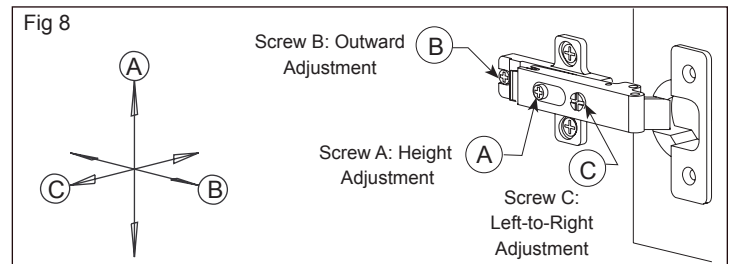 Fig 8
A
C
B
Screw B: Outward
Adjustment
B
Screw A: Height
Adjustment
A
C
Screw C:
Left-to-Right
Adjustment